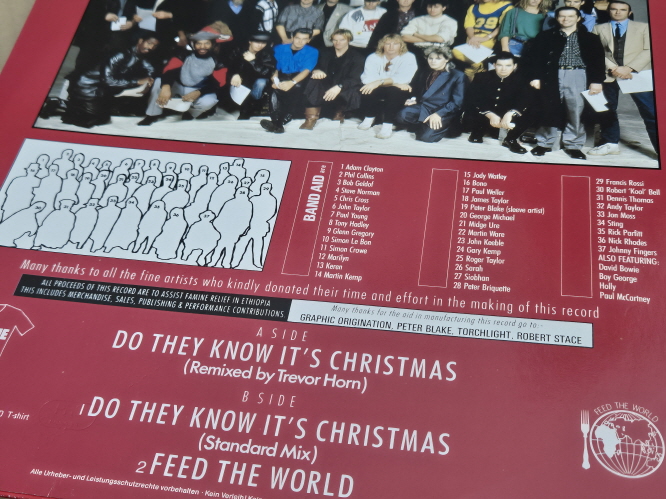 BAND AID are
1 Adam Clayton
2 Phil Collins
3 Bob Geldof
4 Steve Norman
5 Chris Cross
6 John Taylor
7 Paul Young
8 Tony Hadley
9 Glenn Gregory
10 Simon Le Bon
11 Simon Crowe
12 Marilyn
13 Keren
14 Martin Kemp
15 Jody Watley
16 Bono
17 Paul Weller
18 James Taylor
19 Peter Blake (sleeve artist)
20 George Michael
21 Midge Ure
22 Martin Ware
23 John Keeble
24 Gary Kemp
25 Roger Taylor
26 Sarah
27 Siobhan
28 Peter Briquette
29 Francis Rossi
30 Robert 'Kool' Bell
31 Dennis Thomas
32 Andy Taylor
33 Jon Moss
34 Sting
35 Rick Parfitt
36 Nick Rhodes
37 Johnny Fingers
ALSO FEATURING:
David Bowie
Boy George
Holly
Paul McCartney
Many thanks to all the fine artists who kindly donated their time and effort in the making of this record
ALL PROCEEDS OF THIS RECORD ARE TO ASSIST FAMINE RELIEF IN ETHIOPIA
THIS INCLUDES MERCHANDISE, SALES, PUBLISHING & PERFORMANCE CONTRIBUTIONS
Many thanks for the aid in manufacturing this record go to:-
GRAPHIC ORIGINATION, PETER BLAKE, TORCHLIGHT, ROBERT STACE
A SIDE
DO THEY KNOW IT'S CHRISTMAS
(Remixed by Trevor Horn)
B SIDE
1 DO THEY KNOW IT'S CHRISTMAS
(Standard Mix)
2 FEED THE WORLD
T-shirt
FEED THE WORLD
Alle Urheber- und Leistungsschutzrechte vorbehalten · Kein Verleih!